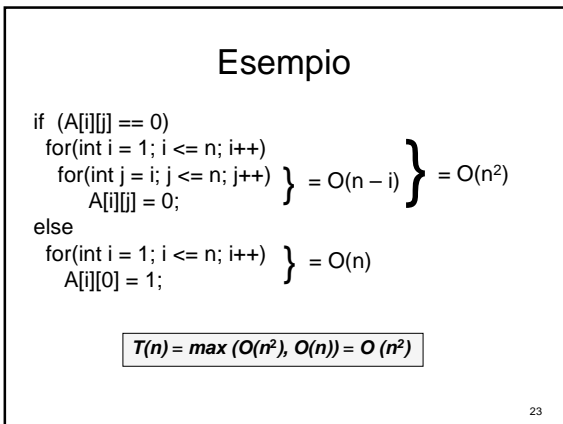 Esempio
if (A[i][j] == 0)
for(int i = 1; i <= n; i++)
for(int j = i; j <= n; j++) } = O(n – i) } = O(n²)
A[i][j] = 0;
else
for(int i = 1; i <= n; i++) } = O(n)
A[i][0] = 1;
T(n) = max (O(n²), O(n)) = O (n²)
23